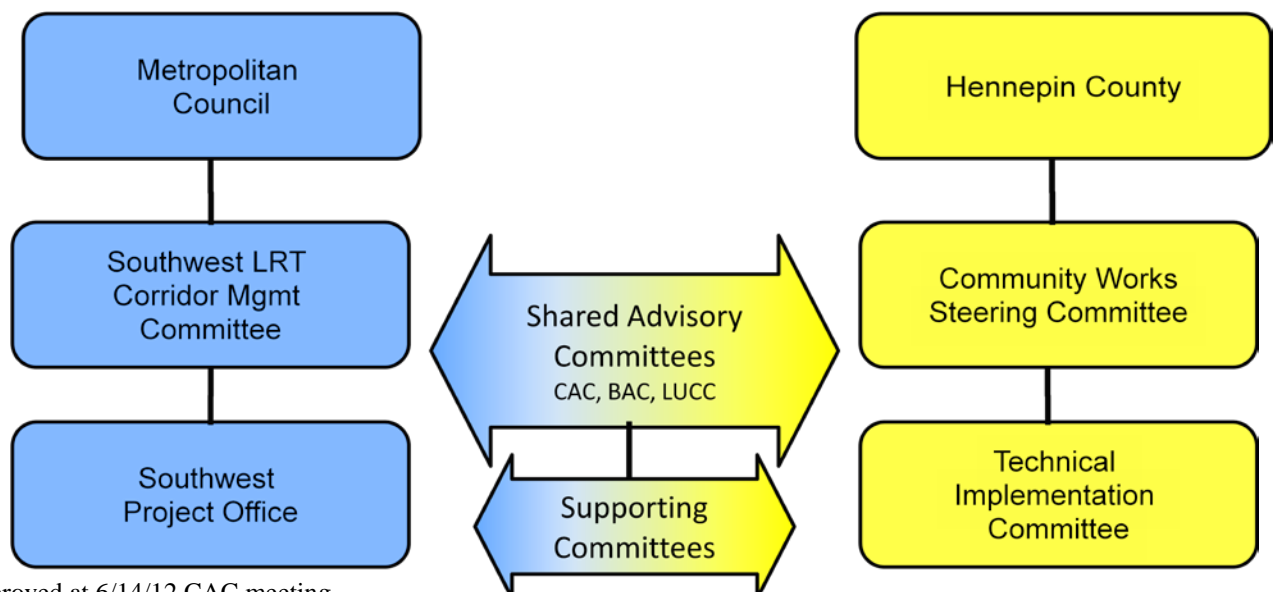 Metropolitan
Council
Hennepin County
Southwest LRT
Corridor Mgmt
Committee
Shared Advisory
Committees
CAC, BAC, LUCC
Community Works
Steering Committee
Southwest
Project Office
Supporting
Committees
Technical
Implementation
Committee
at 6/14/12 CAC meeting